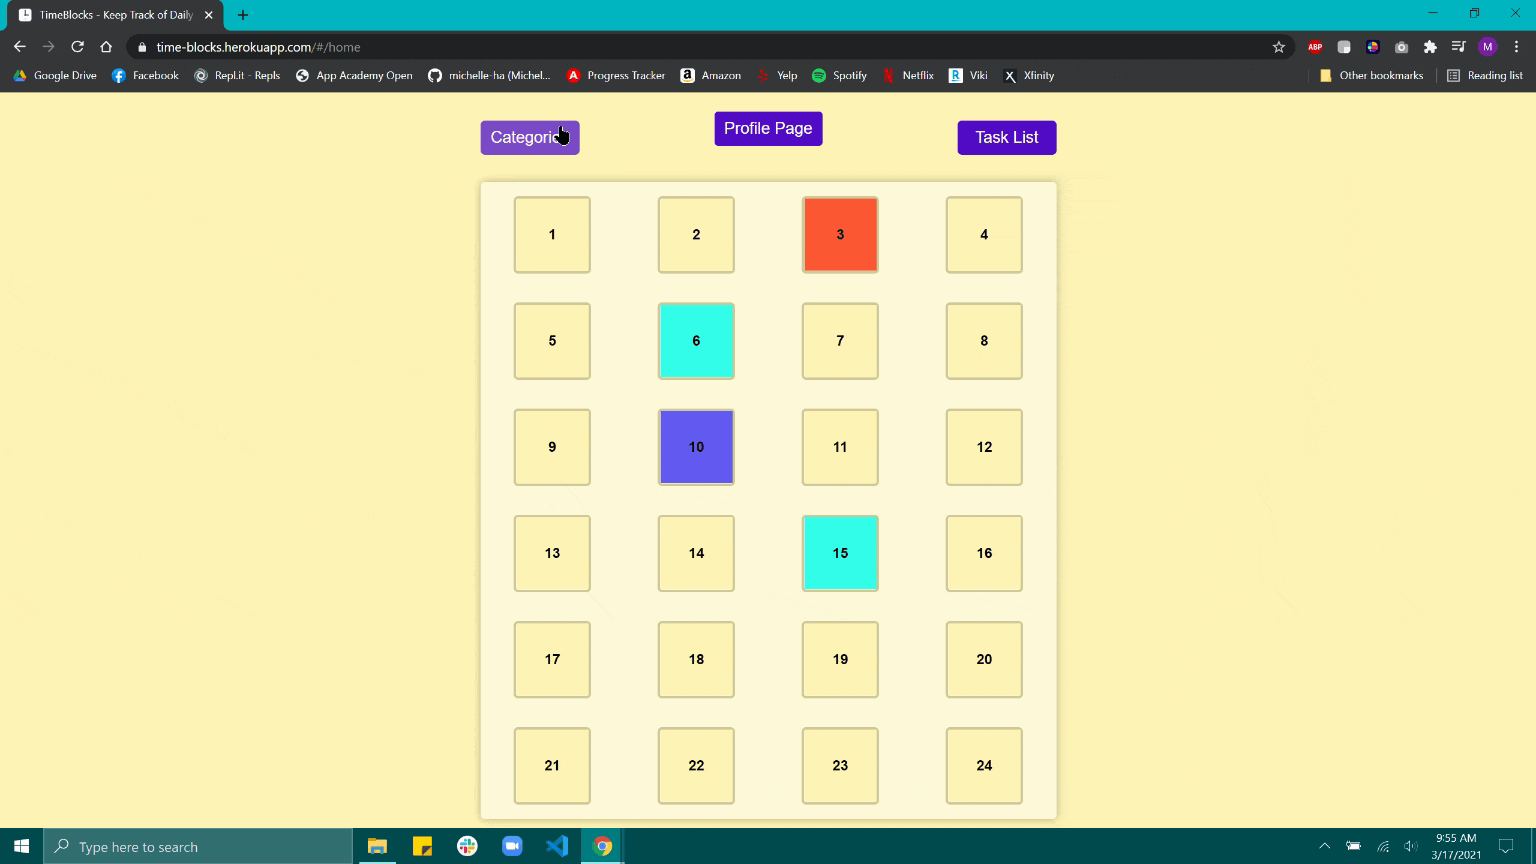 TimeBlocks - Keep Track of Daily
time-blocks.herokuapp.com/#/home
ABP
M
Google Drive
Facebook
Repl.it - Repls
App Academy Open
michelle-ha (Michel...
Progress Tracker
Amazon
Yelp
Spotify
Netflix
Viki
Xfinity
Other bookmarks
Reading list
Categori
Profile Page
Task List
1 2 3 4
5 6 7 8
9 10 11 12
13 14 15 16
17 18 19 20
21 22 23 24
Type here to search
9:55 AM
3/17/2021